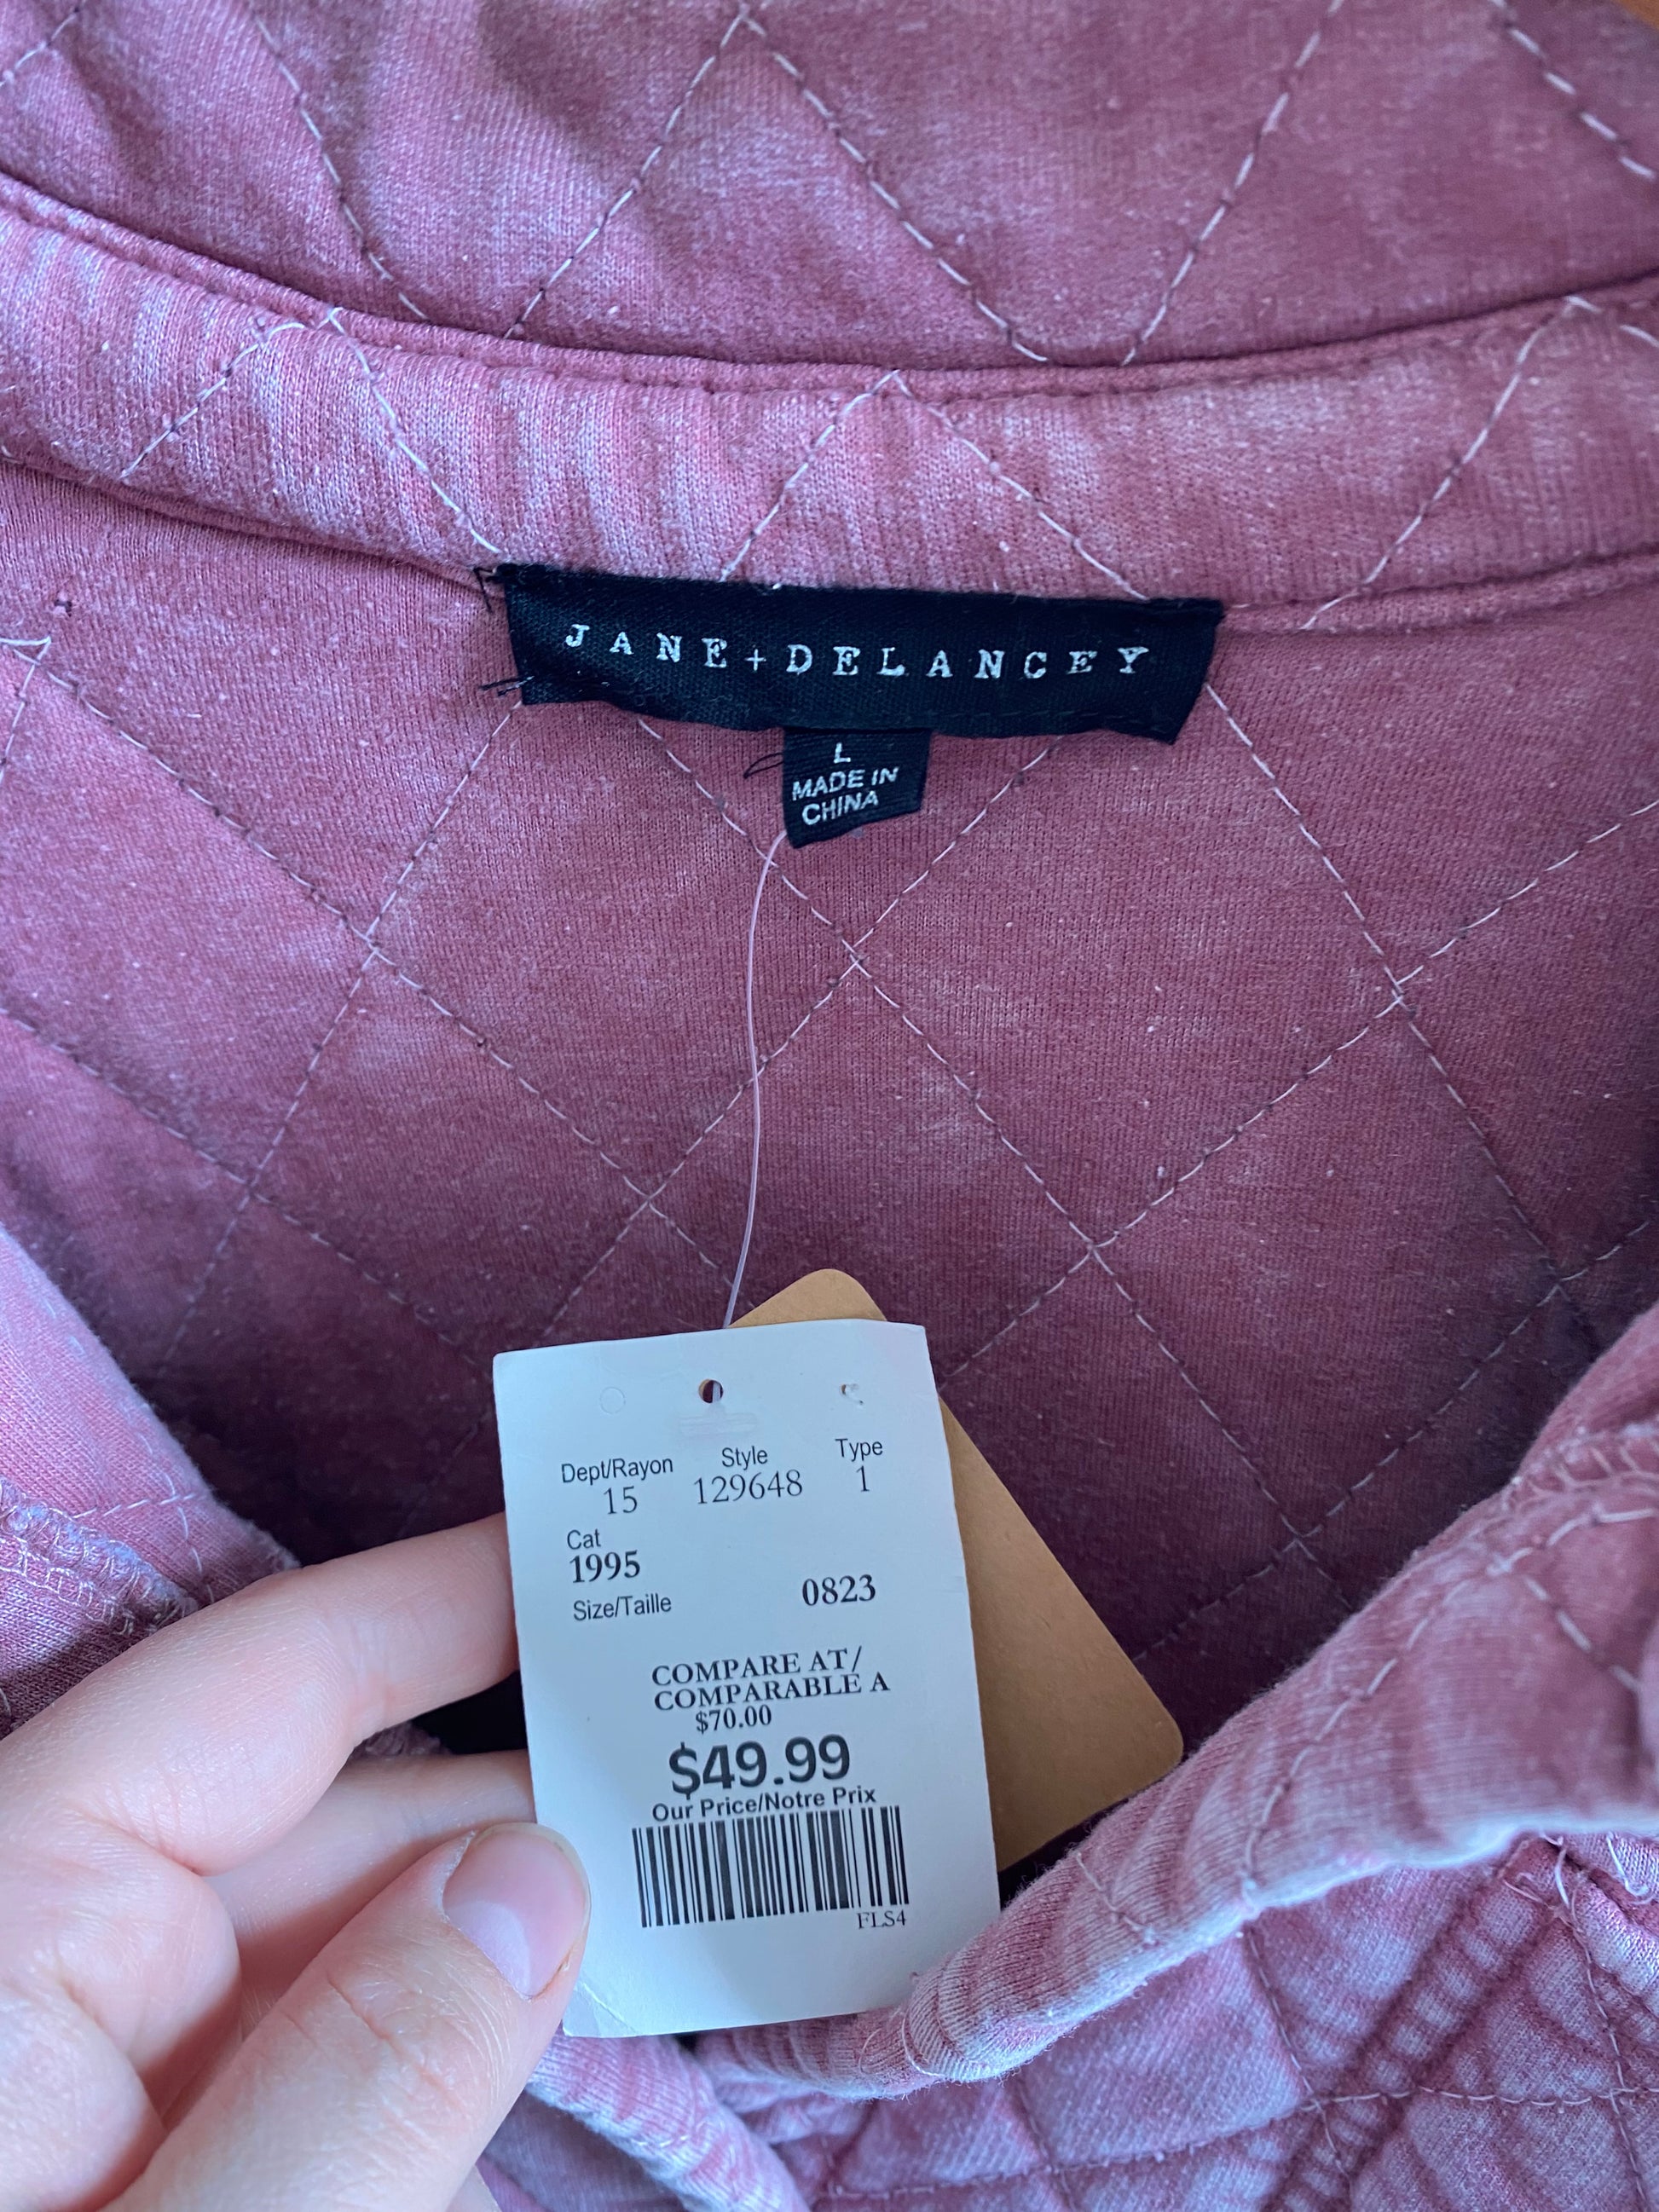 JANE+DELANCEY
L
MADE IN
CHINA
Dept/Rayon Style Type
15 129648 1
Cat
1995
Size/Taille 0823
COMPARE AT/
COMPARABLE A
$70.00
$49.99
Our Price/Notre Prix
FLS4